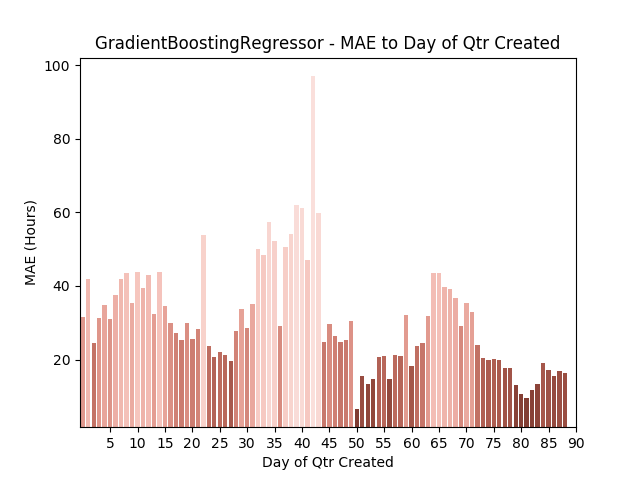 GradientBoostingRegressor - MAE to Day of Qtr Created
100
80
60
40
20
MAE (Hours)
5 10 15 20 25 30 35 40 45 50 55 60 65 70 75 80 85 90
Day of Qtr Created